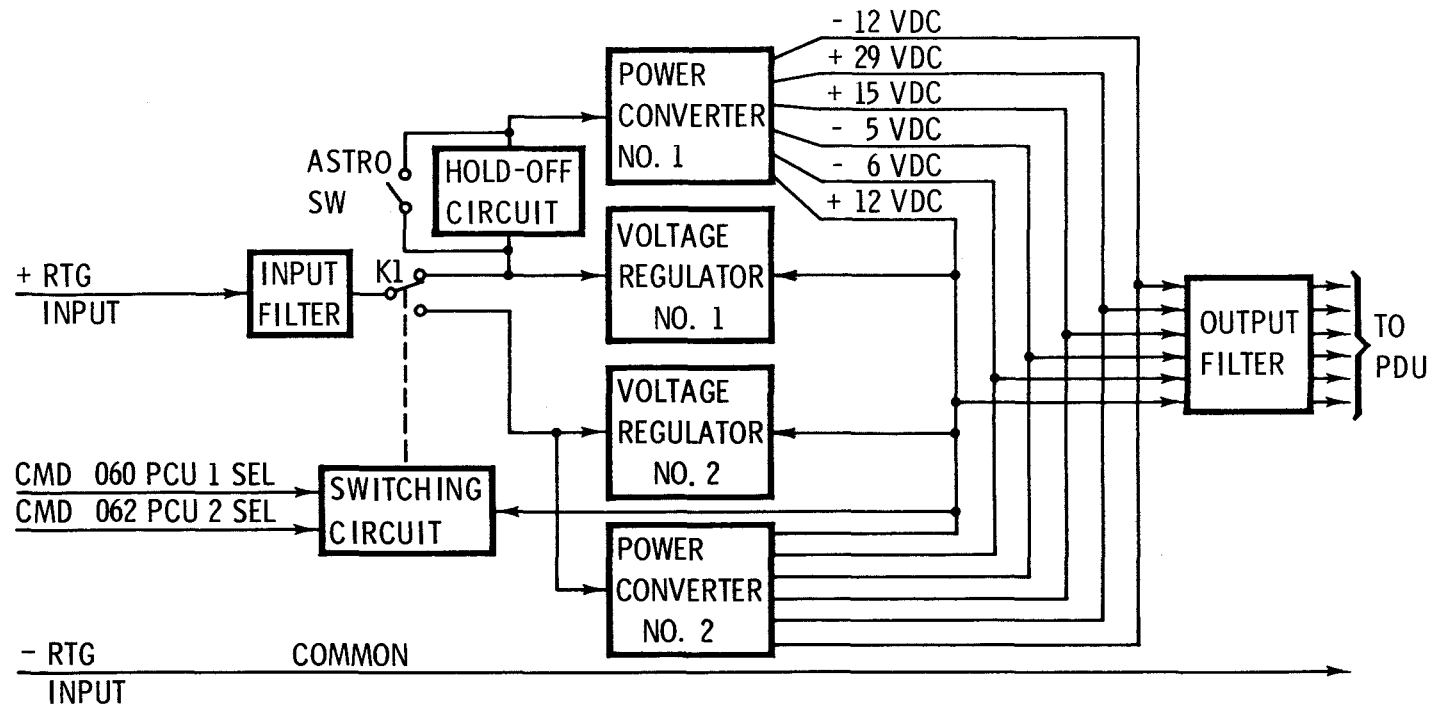 - 12 VDC
+ 29 VDC
+ 15 VDC
- 5 VDC
- 6 VDC
+ 12 VDC
POWER
CONVERTER
NO. 1
ASTRO
SW
HOLD-OFF
CIRCUIT
VOLTAGE
REGULATOR
NO. 1
+ RTG
INPUT
INPUT
FILTER
K1
OUTPUT
FILTER
TO
PDU
VOLTAGE
REGULATOR
NO. 2
CMD 060 PCU 1 SEL
CMD 062 PCU 2 SEL
SWITCHING
CIRCUIT
POWER
CONVERTER
NO. 2
- RTG
INPUT
COMMON